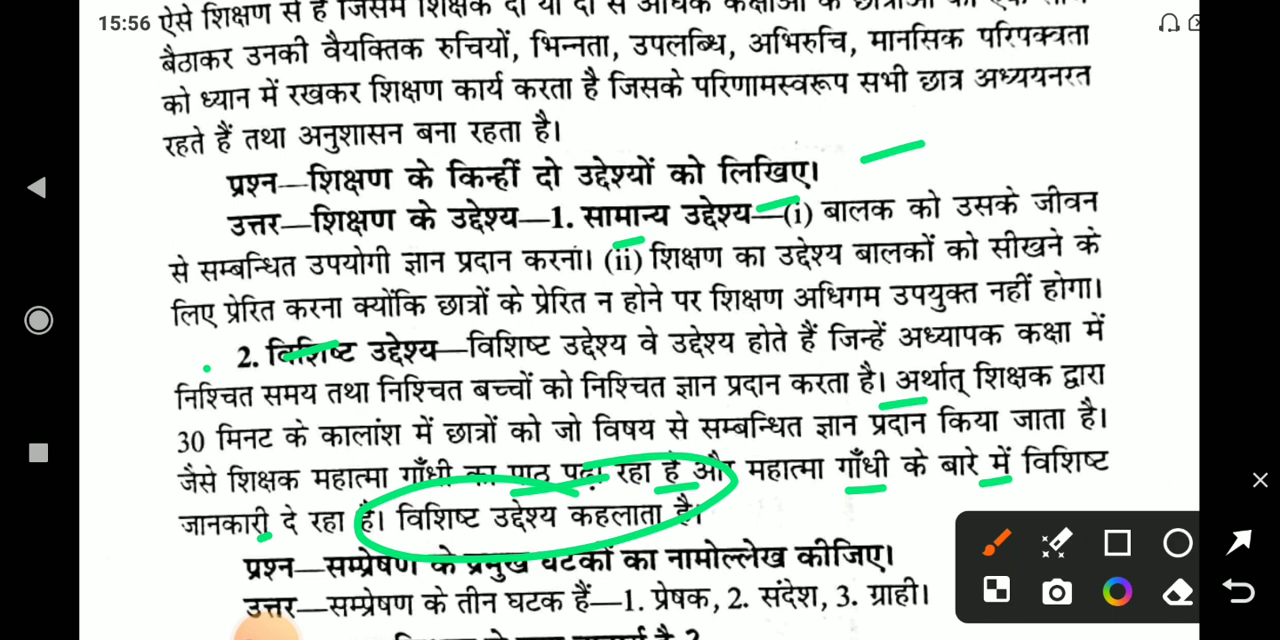 15:56
ऐसे शिक्षण से है जिसमें शिक्षक दो या दो से अधिक कक्षाओं के छात्राओं को एक साथ
बैठाकर उनकी वैयक्तिक रुचियों, भिन्नता, उपलब्धि, अभिरुचि, मानसिक परिपक्वता
को ध्यान में रखकर शिक्षण कार्य करता है जिसके परिणामस्वरूप सभी छात्र अध्ययनरत
रहते हैं तथा अनुशासन बना रहता है।
प्रश्न—शिक्षण के किन्हीं दो उद्देश्यों को लिखिए।
उत्तर—शिक्षण के उद्देश्य—1. सामान्य उद्देश्य—(i) बालक को उसके जीवन
से सम्बन्धित उपयोगी ज्ञान प्रदान करना। (ii) शिक्षण का उद्देश्य बालकों को सीखने के
लिए प्रेरित करना क्योंकि छात्रों के प्रेरित न होने पर शिक्षण अधिगम उपयुक्त नहीं होगा।
2. विशिष्ट उद्देश्य—विशिष्ट उद्देश्य वे उद्देश्य होते हैं जिन्हें अध्यापक कक्षा में
निश्चित समय तथा निश्चित बच्चों को निश्चित ज्ञान प्रदान करता है। अर्थात् शिक्षक द्वारा
30 मिनट के कालांश में छात्रों को जो विषय से सम्बन्धित ज्ञान प्रदान किया जाता है।
जैसे शिक्षक महात्मा गाँधी का पाठ पढ़ा रहा है और महात्मा गाँधी के बारे में विशिष्ट
जानकारी दे रहा है। विशिष्ट उद्देश्य कहलाता है।
प्रश्न—सम्प्रेषण के प्रमुख घटकों का नामोल्लेख कीजिए।
उत्तर—सम्प्रेषण के तीन घटक हैं—1. प्रेषक, 2. संदेश, 3. ग्राही।